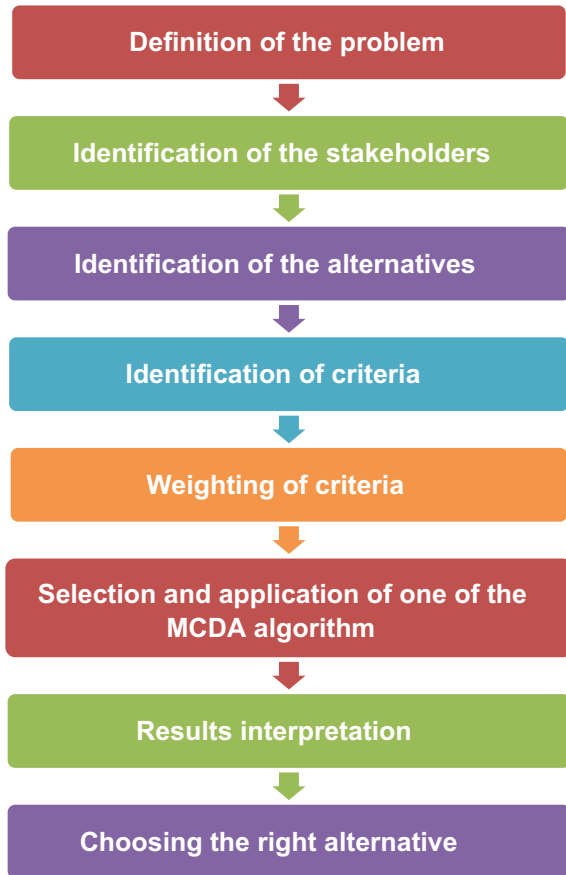 Definition of the problem
Identification of the stakeholders
Identification of the alternatives
Identification of criteria
Weighting of criteria
Selection and application of one of the
MCDA algorithm
Results interpretation
Choosing the right alternative